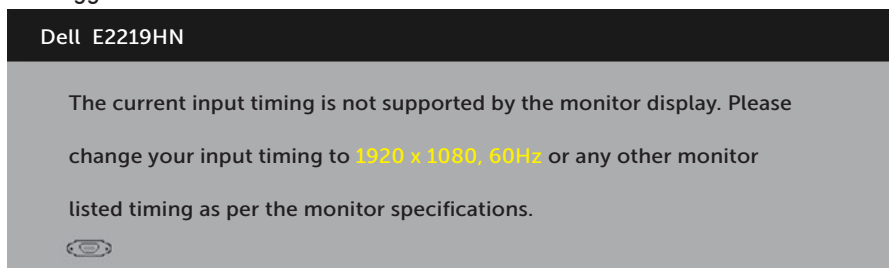 Dell E2219HN
The current input timing is not supported by the monitor display. Please
change your input timing to 1920 x 1080, 60Hz or any other monitor
listed timing as per the monitor specifications.